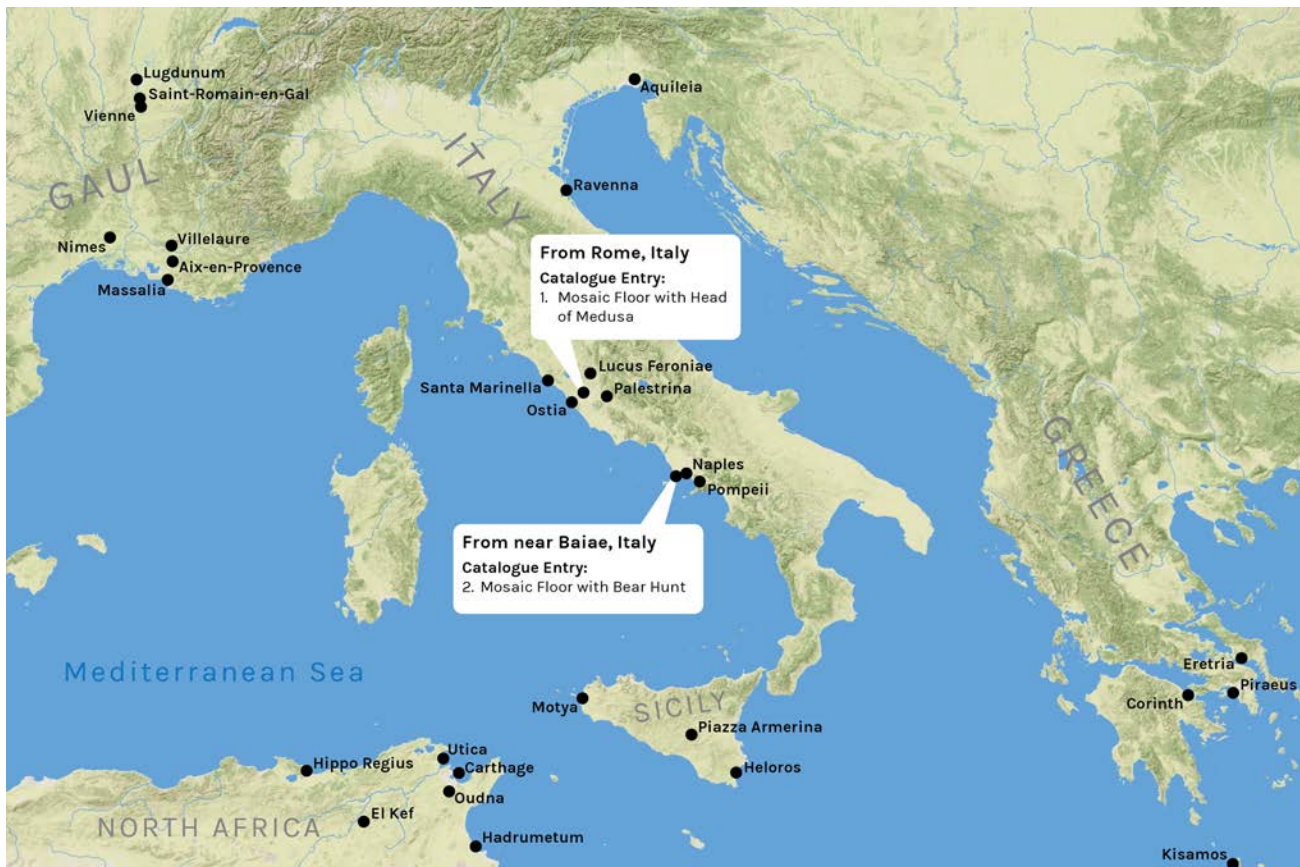 Lugdunum
Saint-Romain-en-Gal
Vienne
Aquileia
GAUL
ITALY
Ravenna
Nimes
Villelaure
Aix-en-Provence
Massalia
From Rome, Italy
Catalogue Entry:
1. Mosaic Floor with Head
of Medusa
Lucus Feroniae
Santa Marinella
Palestrina
Ostia
GREECE
Naples
Pompeii
From near Baiae, Italy
Catalogue Entry:
2. Mosaic Floor with Bear Hunt
Mediterranean Sea
Eretria
Piraeus
Corinth
Motya
SICILY
Piazza Armerina
Utica
Hippo Regius
Carthage
Heloros
Oudna
El Kef
NORTH AFRICA
Hadrumetum
Kisamos